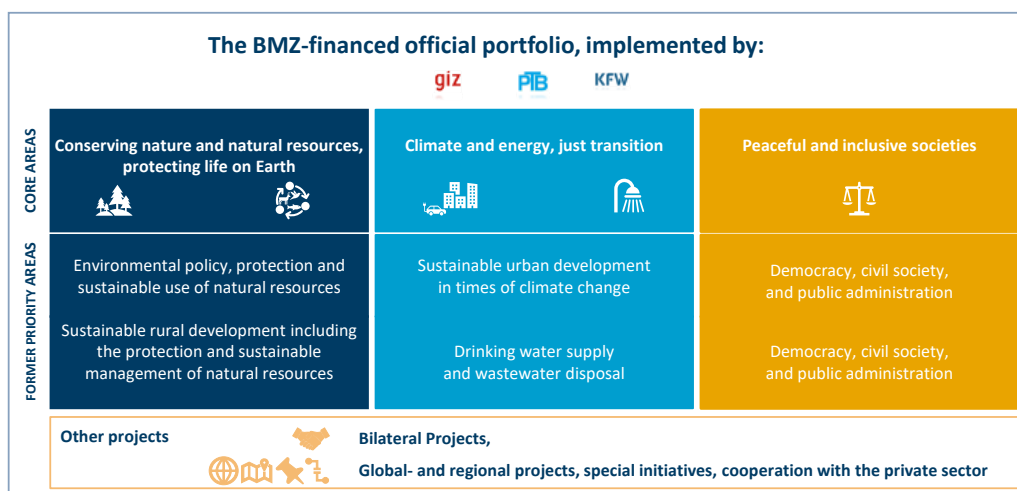 The BMZ-financed official portfolio, implemented by:
giz PTB KFW
CORE AREAS
Conserving nature and natural resources,
protecting life on Earth
Climate and energy, just transition
Peaceful and inclusive societies
FORMER PRIORITY AREAS
Environmental policy, protection and
sustainable use of natural resources
Sustainable urban development
in times of climate change
Democracy, civil society,
and public administration
Sustainable rural development including
the protection and sustainable
management of natural resources
Drinking water supply
and wastewater disposal
Democracy, civil society,
and public administration
Other projects
Bilateral Projects,
Global- and regional projects, special initiatives, cooperation with the private sector